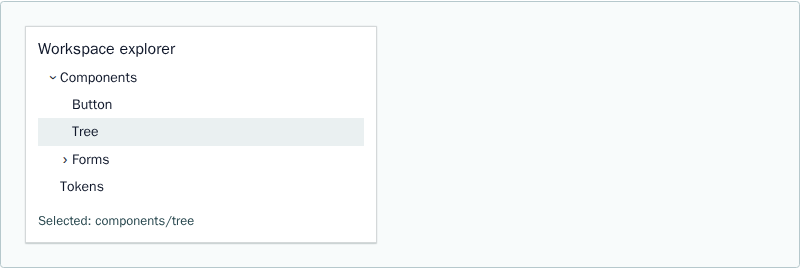 Workspace explorer
Components
Button
Tree
Forms
Tokens
Selected: components/tree